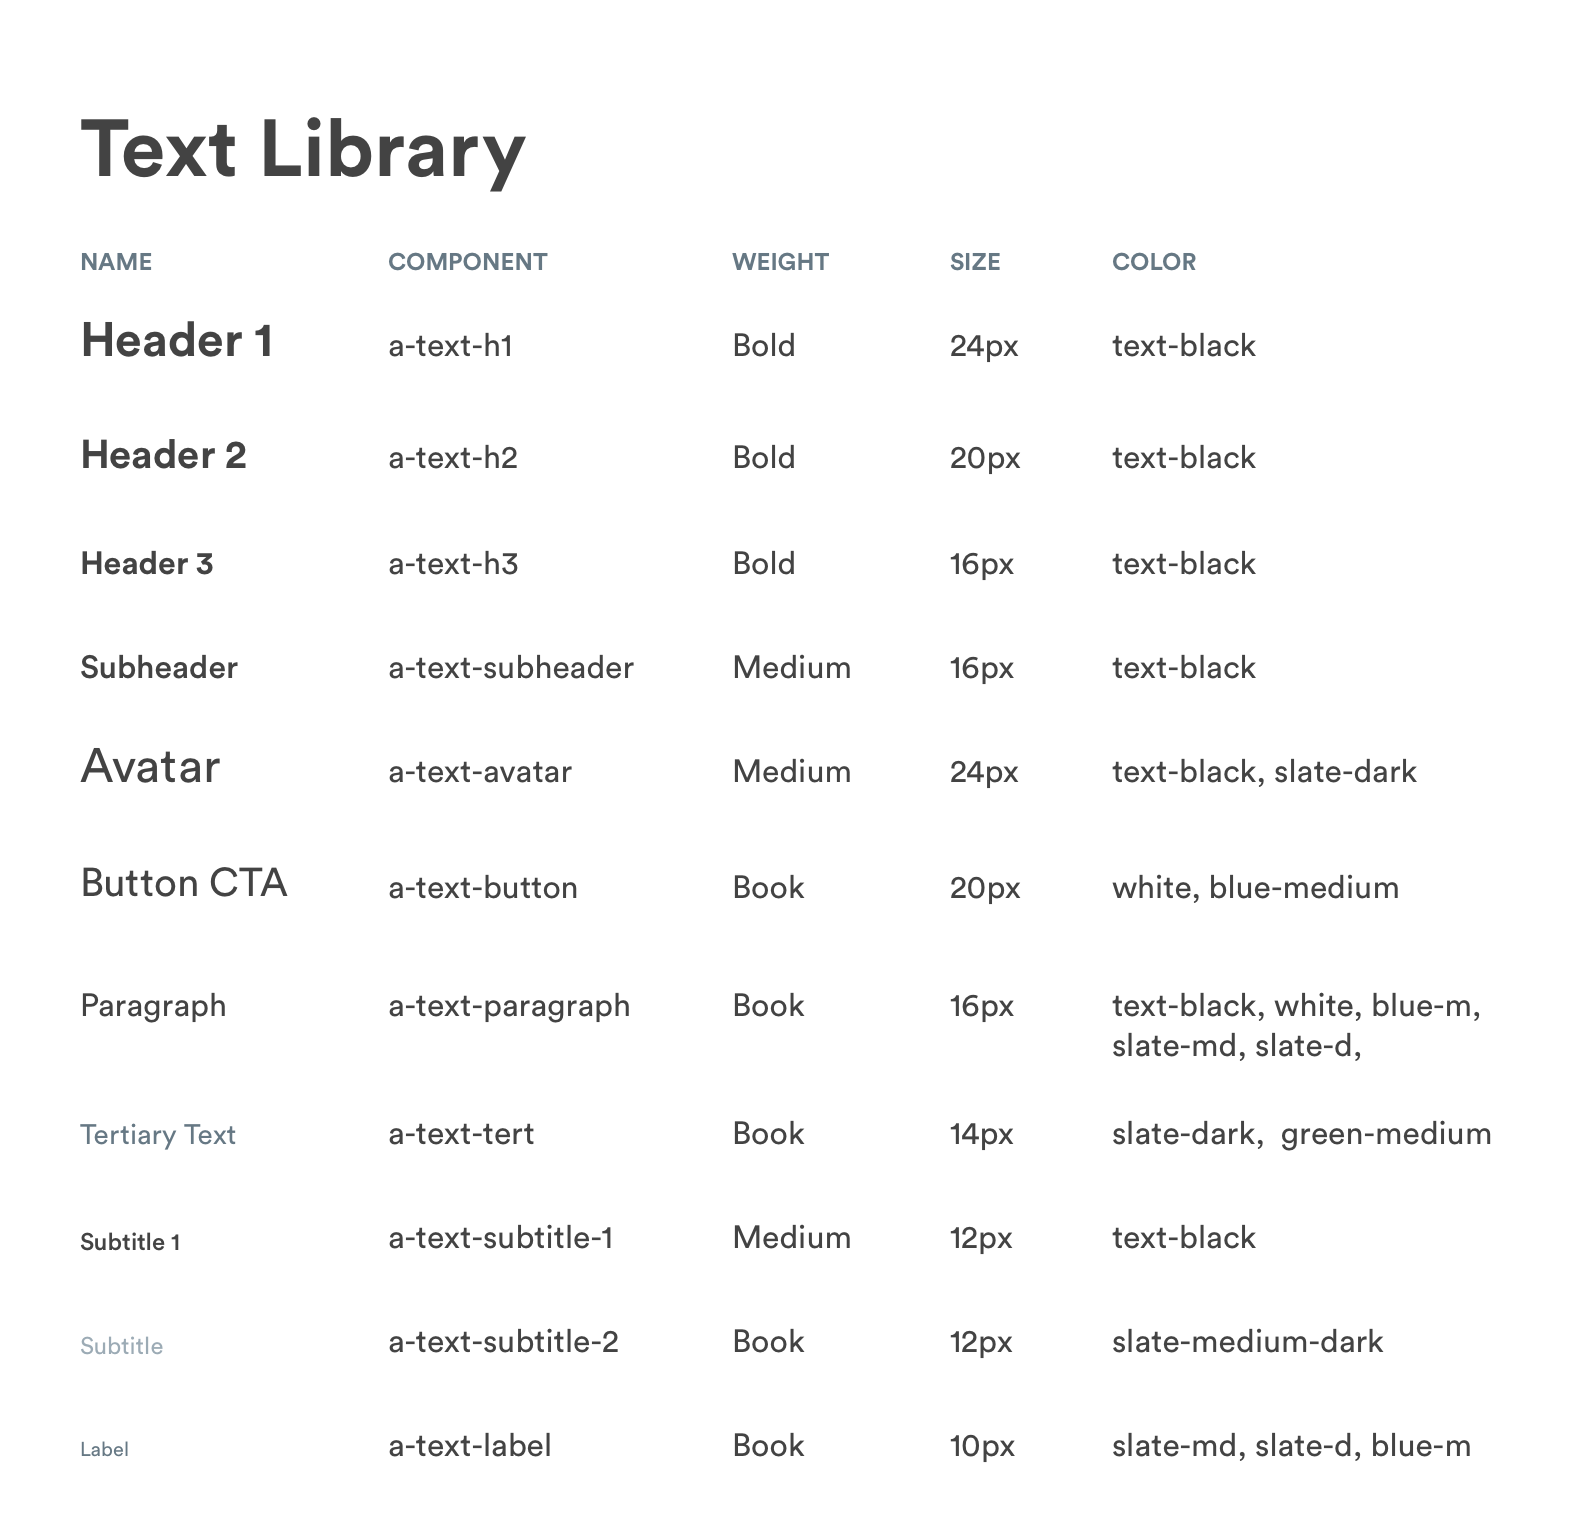 Text Library
NAME COMPONENT WEIGHT SIZE COLOR
Header 1 a-text-h1 Bold 24px text-black
Header 2 a-text-h2 Bold 20px text-black
Header 3 a-text-h3 Bold 16px text-black
Subheader a-text-subheader Medium 16px text-black
Avatar a-text-avatar Medium 24px text-black, slate-dark
Button CTA a-text-button Book 20px white, blue-medium
Paragraph a-text-paragraph Book 16px text-black, white, blue-m,
slate-md, slate-d,
Tertiary Text a-text-tert Book 14px slate-dark,  green-medium
Subtitle 1 a-text-subtitle-1 Medium 12px text-black
Subtitle a-text-subtitle-2 Book 12px slate-medium-dark
Label a-text-label Book 10px slate-md, slate-d, blue-m